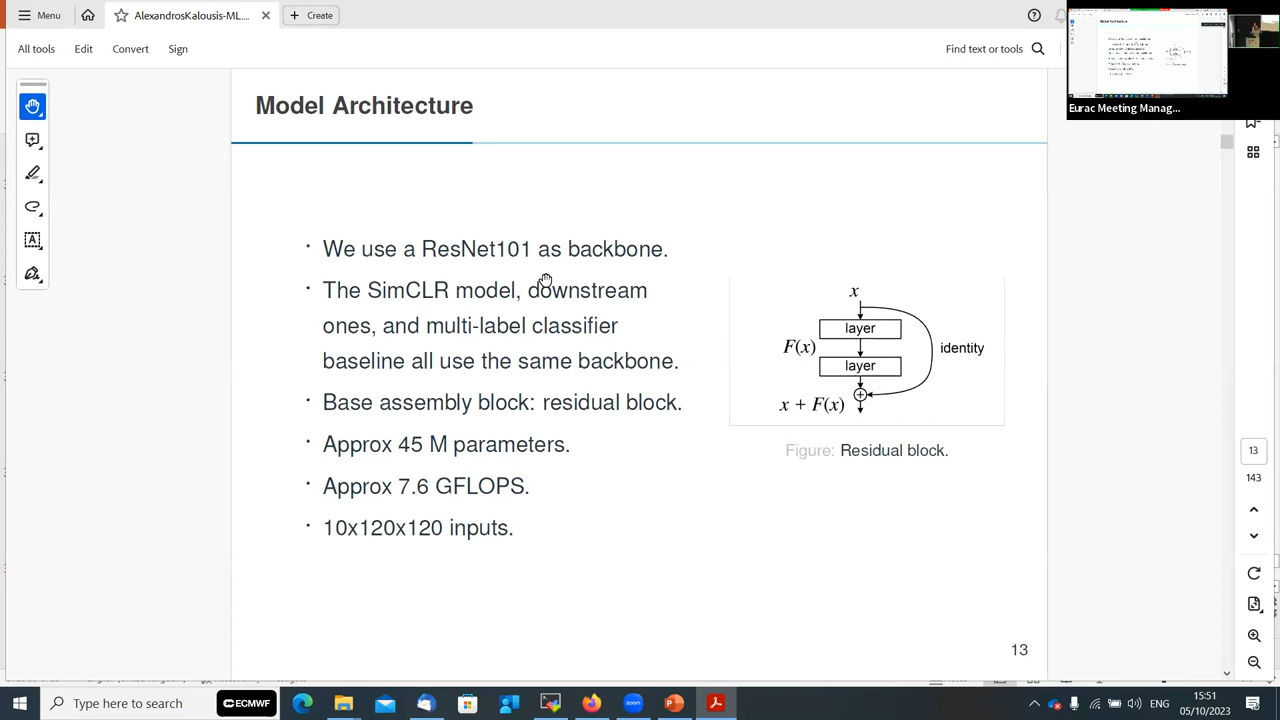 Menu
AlexandrosKalousis-ML....
Create
All tools
Edit
Convert
Sign
Find text or tools
Eurac Meeting Manag...
Model Architecture
We use a ResNet101 as backbone.
The SimCLR model, downstream
ones, and multi-label classifier
baseline all use the same backbone.
Base assembly block: residual block.
Approx 45 M parameters.
Approx 7.6 GFLOPS.
10x120x120 inputs.
x
layer
F(x)
identity
layer
x + F(x)
Figure: Residual block.
13
13
143
Type here to search
ECMWF
zoom
ENG
15:51
05/10/2023